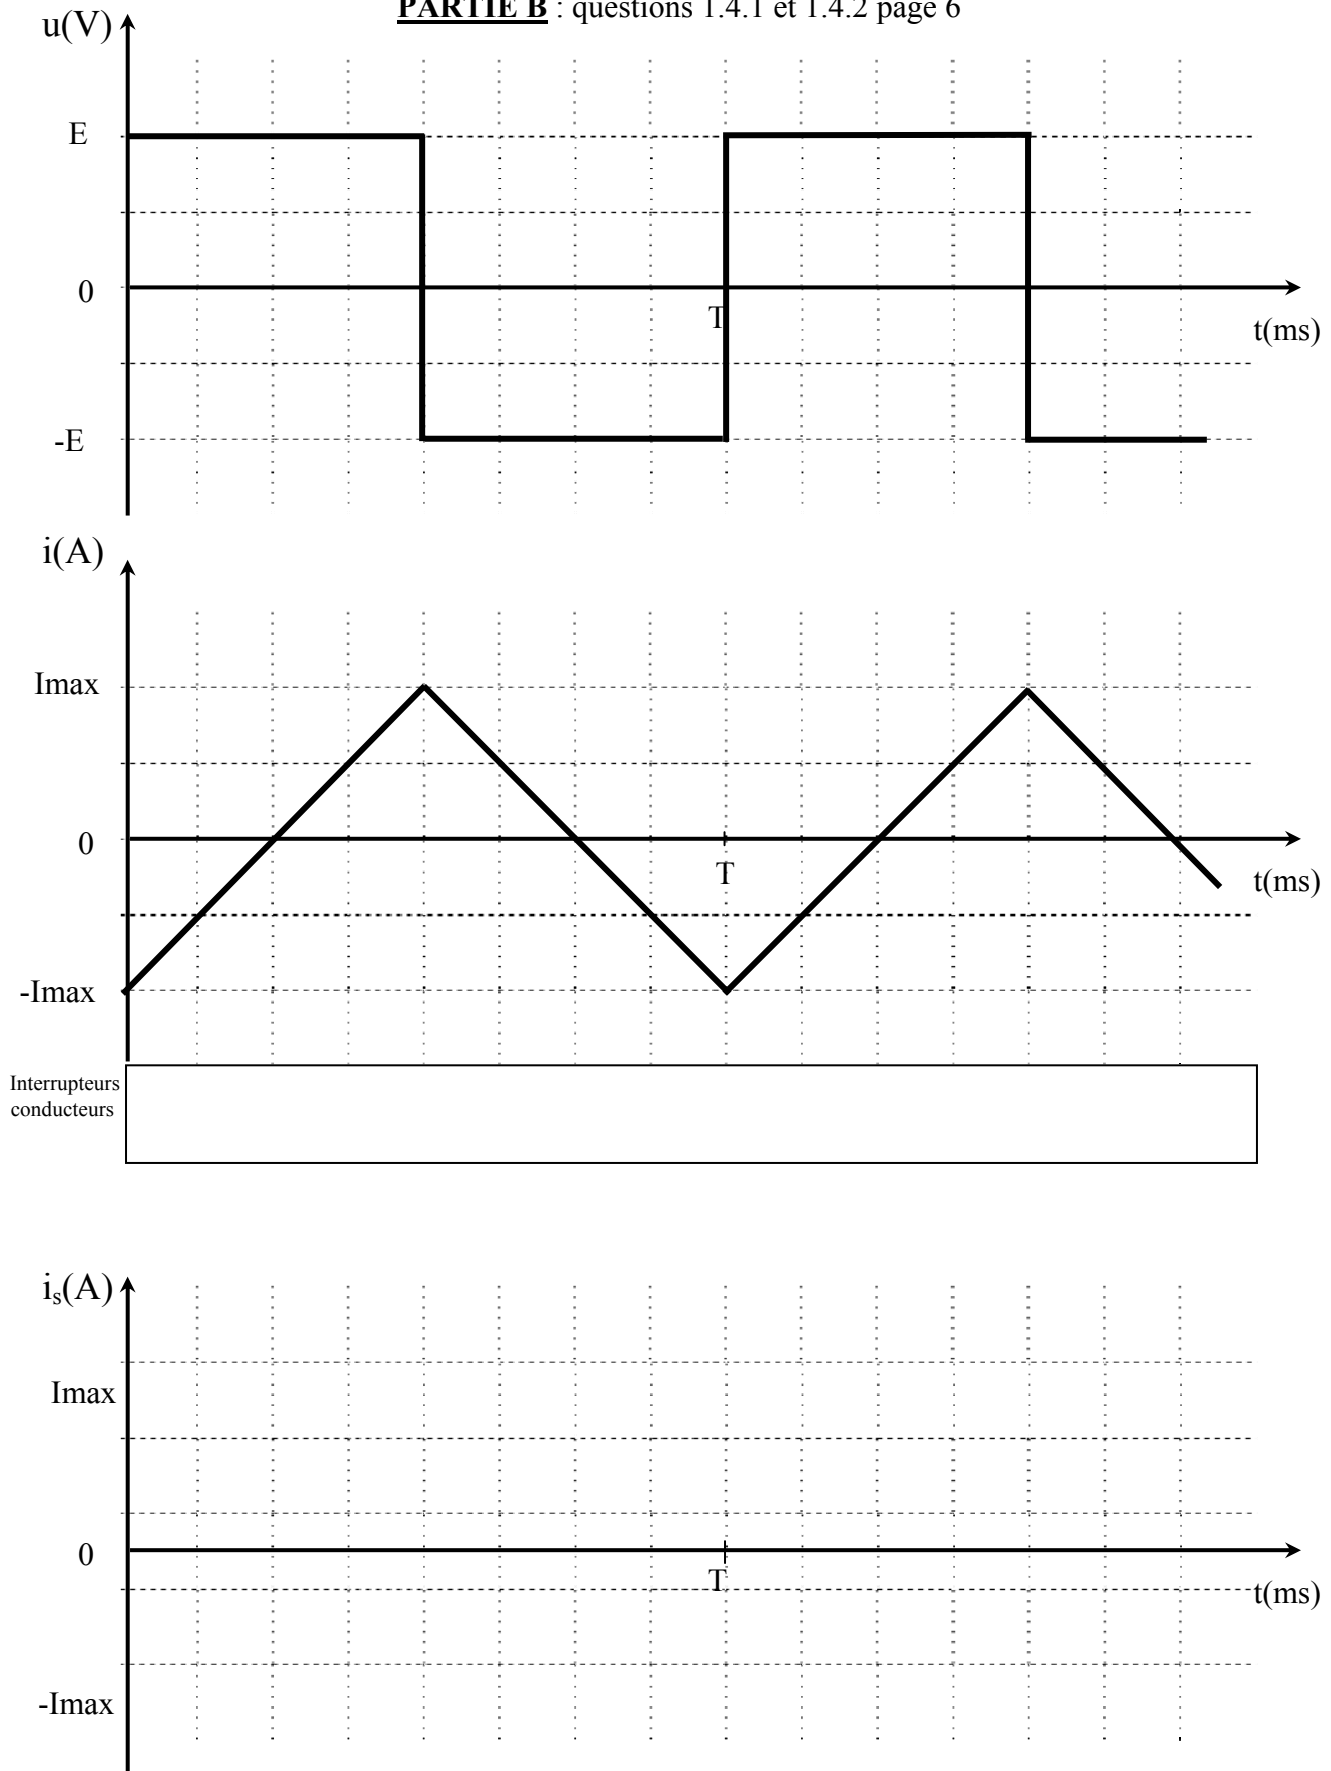 PARTIE B : questions 1.4.1 et 1.4.2 page 6
u(V)
E
0
T
t(ms)
-E
i(A)
Imax
0
T
t(ms)
-Imax
Interrupteurs
conducteurs
is(A)
Imax
0
T
t(ms)
-Imax